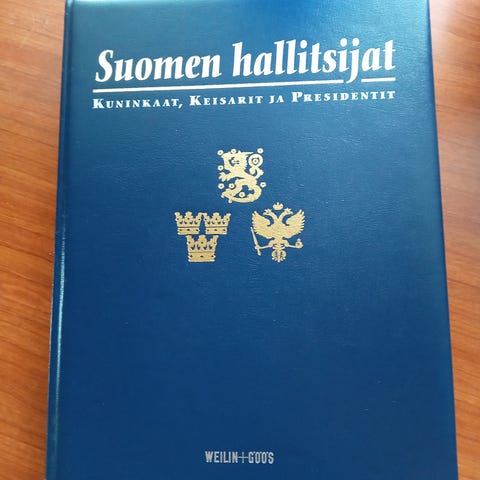 Suomen hallitsijat
KUNINKAAT, KEISARIT JA PRESIDENTIT
WEILIN+GÖÖS